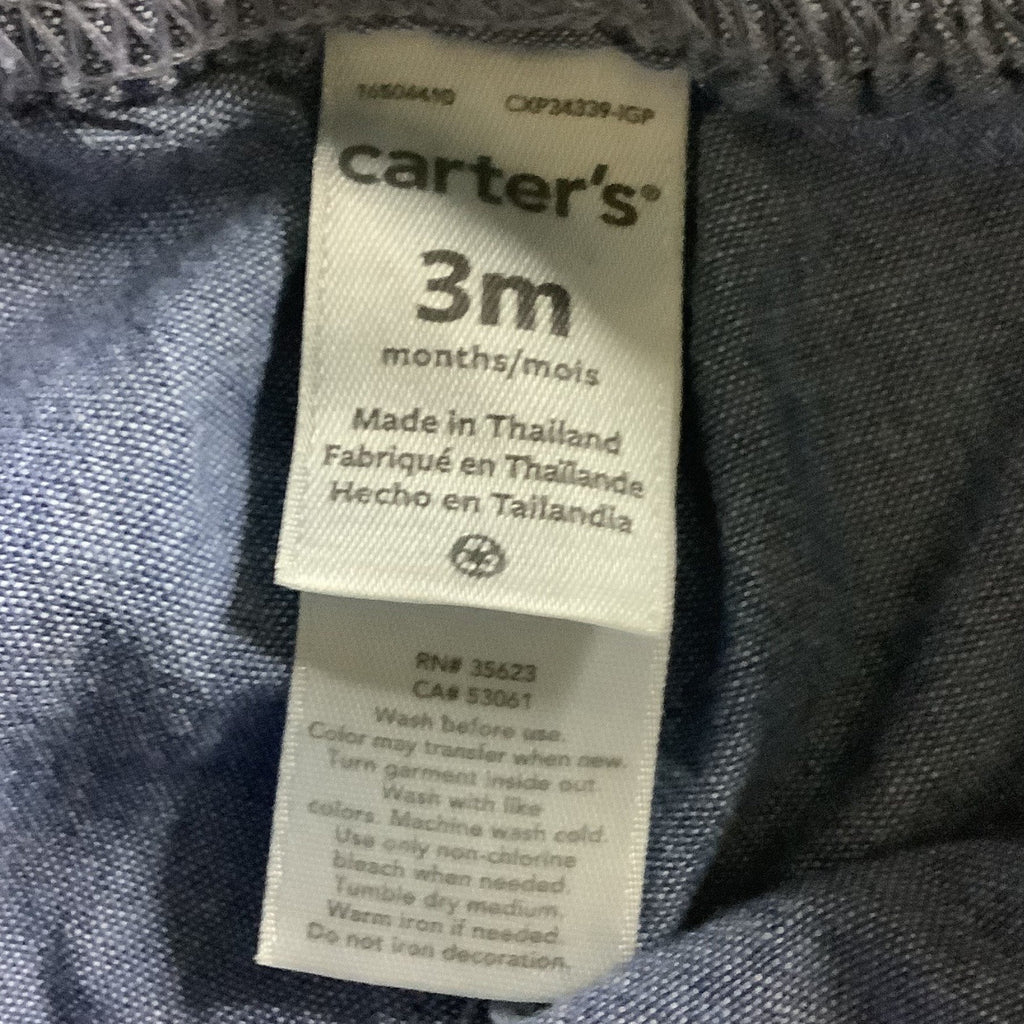 16504410 CXP34339-IGP
carter's®
3m
months/mois
Made in Thailand
Fabriqué en Thaïlande
Hecho en Tailandia
RN# 35623
CA# 53061
Wash before use.
Color may transfer when new.
Turn garment inside out
Wash with like
colors. Machine wash cold.
Use only non-chlorine
bleach when needed.
Tumble dry medium.
Warm iron if needed.
Do not iron decoration.